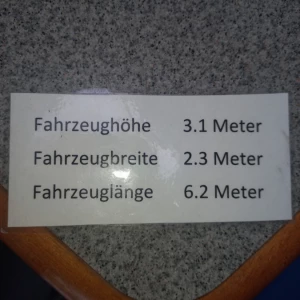 Fahrzeughöhe 3.1 Meter
Fahrzeugbreite 2.3 Meter
Fahrzeuglänge 6.2 Meter